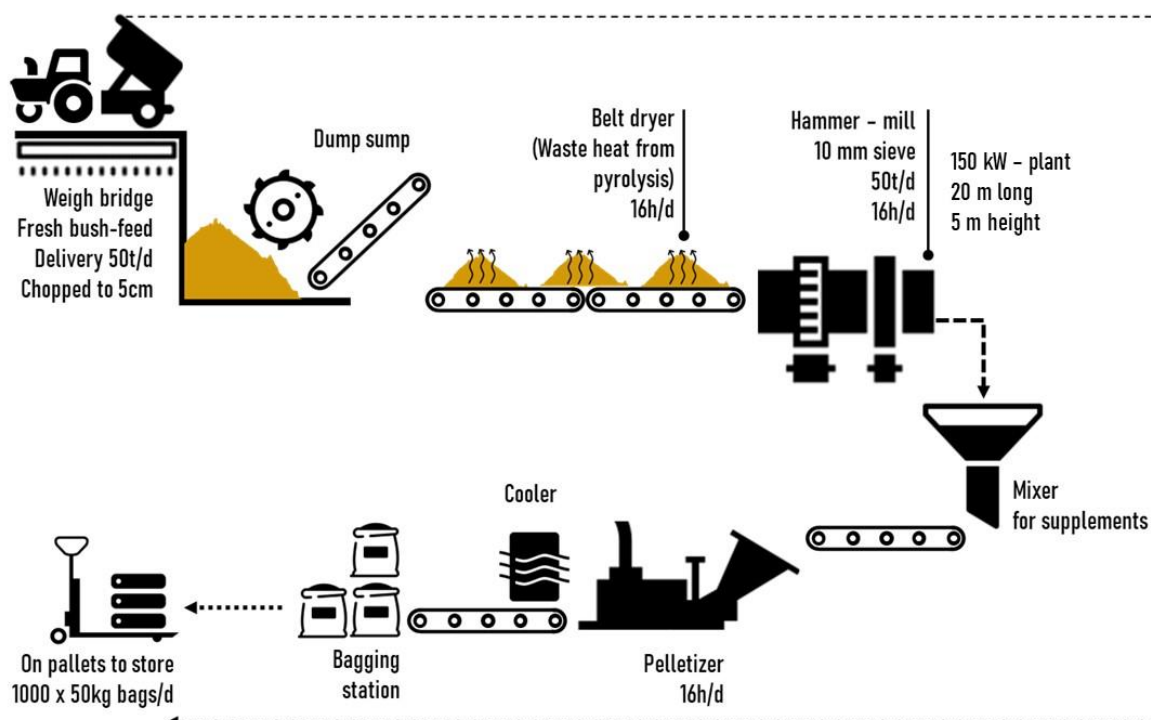 Dump sump
Weigh bridge
Fresh bush-feed
Delivery 50t/d
Chopped to 5cm
Belt dryer
(Waste heat from
pyrolysis)
16h/d
Hammer – mill
10 mm sieve
50t/d
16h/d
150 kW – plant
20 m long
5 m height
Mixer
for supplements
Cooler
Pelletizer
16h/d
Bagging
station
On pallets to store
1000 x 50kg bags/d